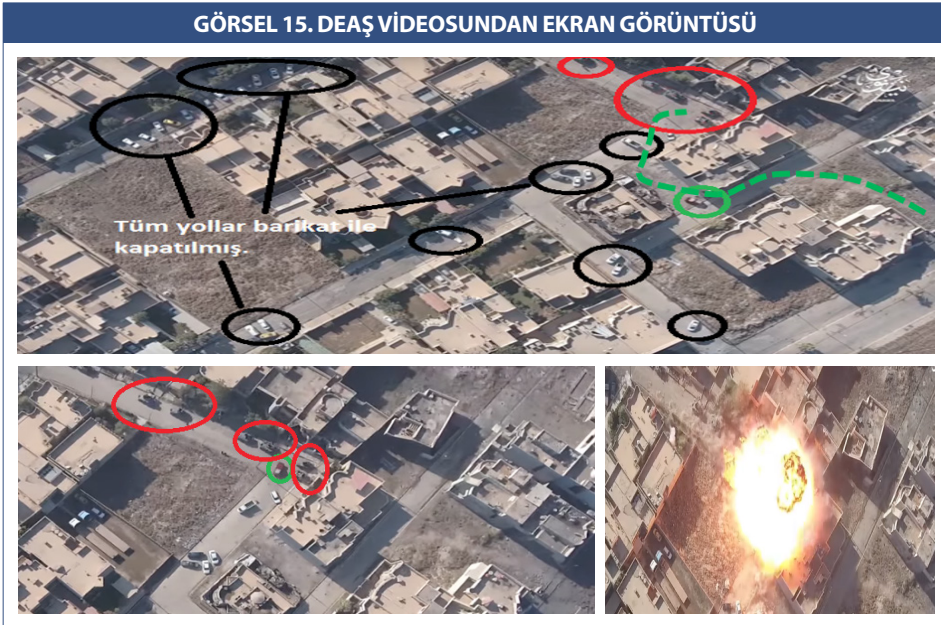 GÖRSEL 15. DEAŞ VİDEOSUNDAN EKRAN GÖRÜNTÜSÜ
Tüm yollar barikat ile
kapatılmış.